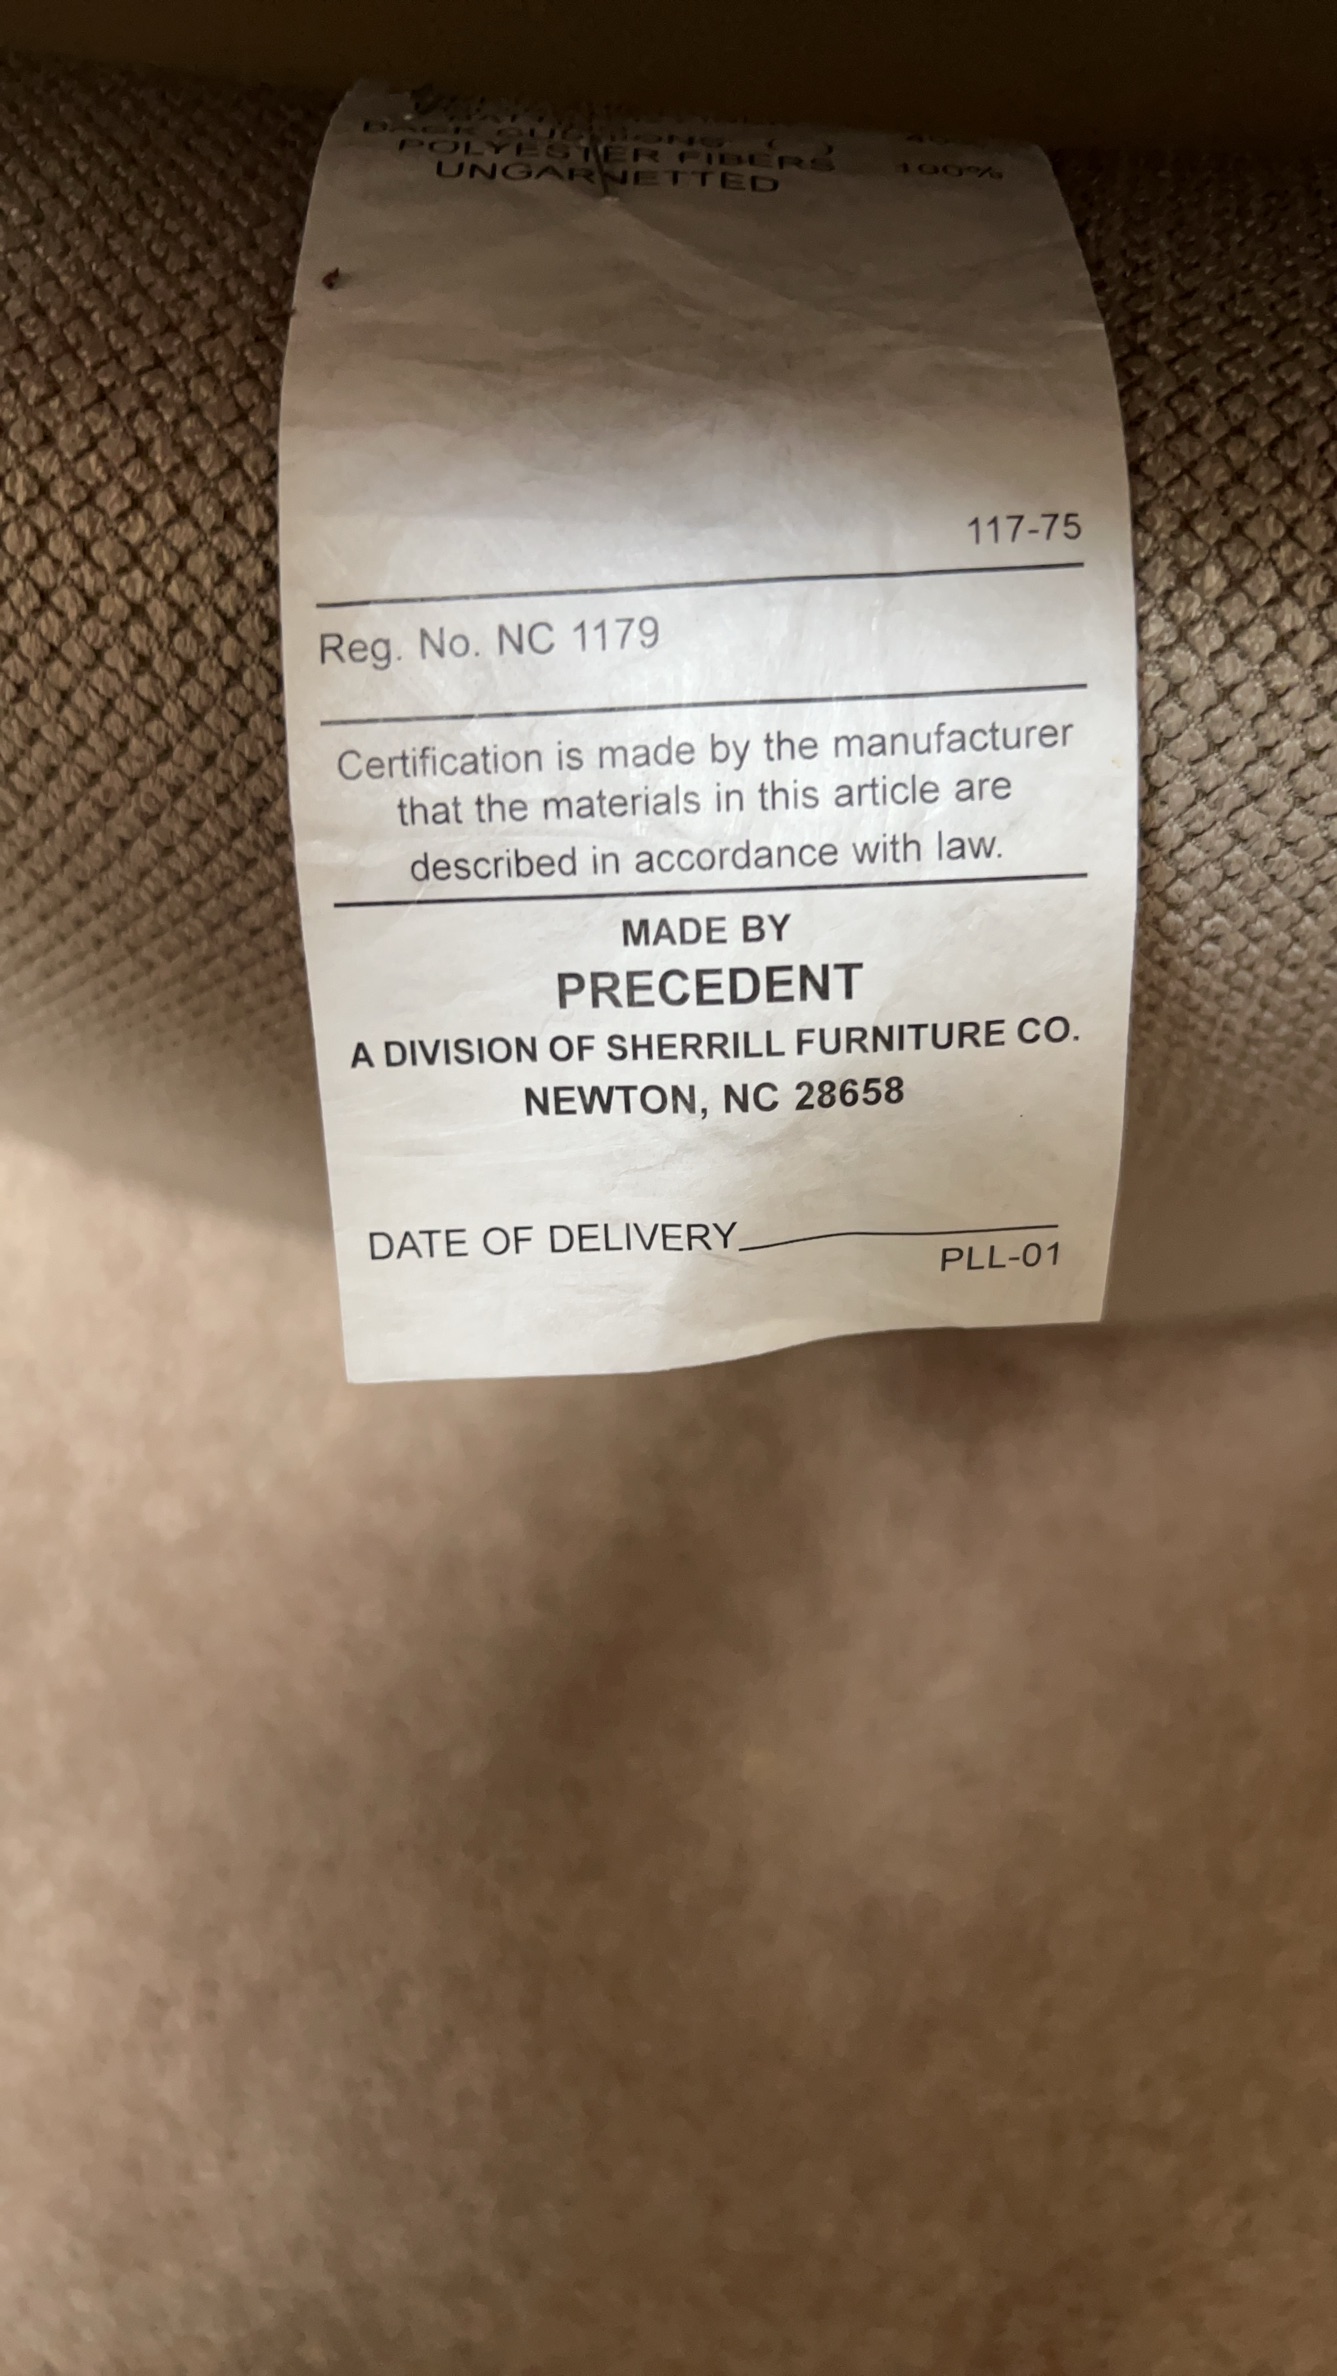 BACK CUSHIONS ( )
POLYESTER FIBERS 100%
UNGARNETTED
117-75
Reg. No. NC 1179
Certification is made by the manufacturer
that the materials in this article are
described in accordance with law.
MADE BY
PRECEDENT
A DIVISION OF SHERRILL FURNITURE CO.
NEWTON, NC 28658
DATE OF DELIVERY
PLL-01